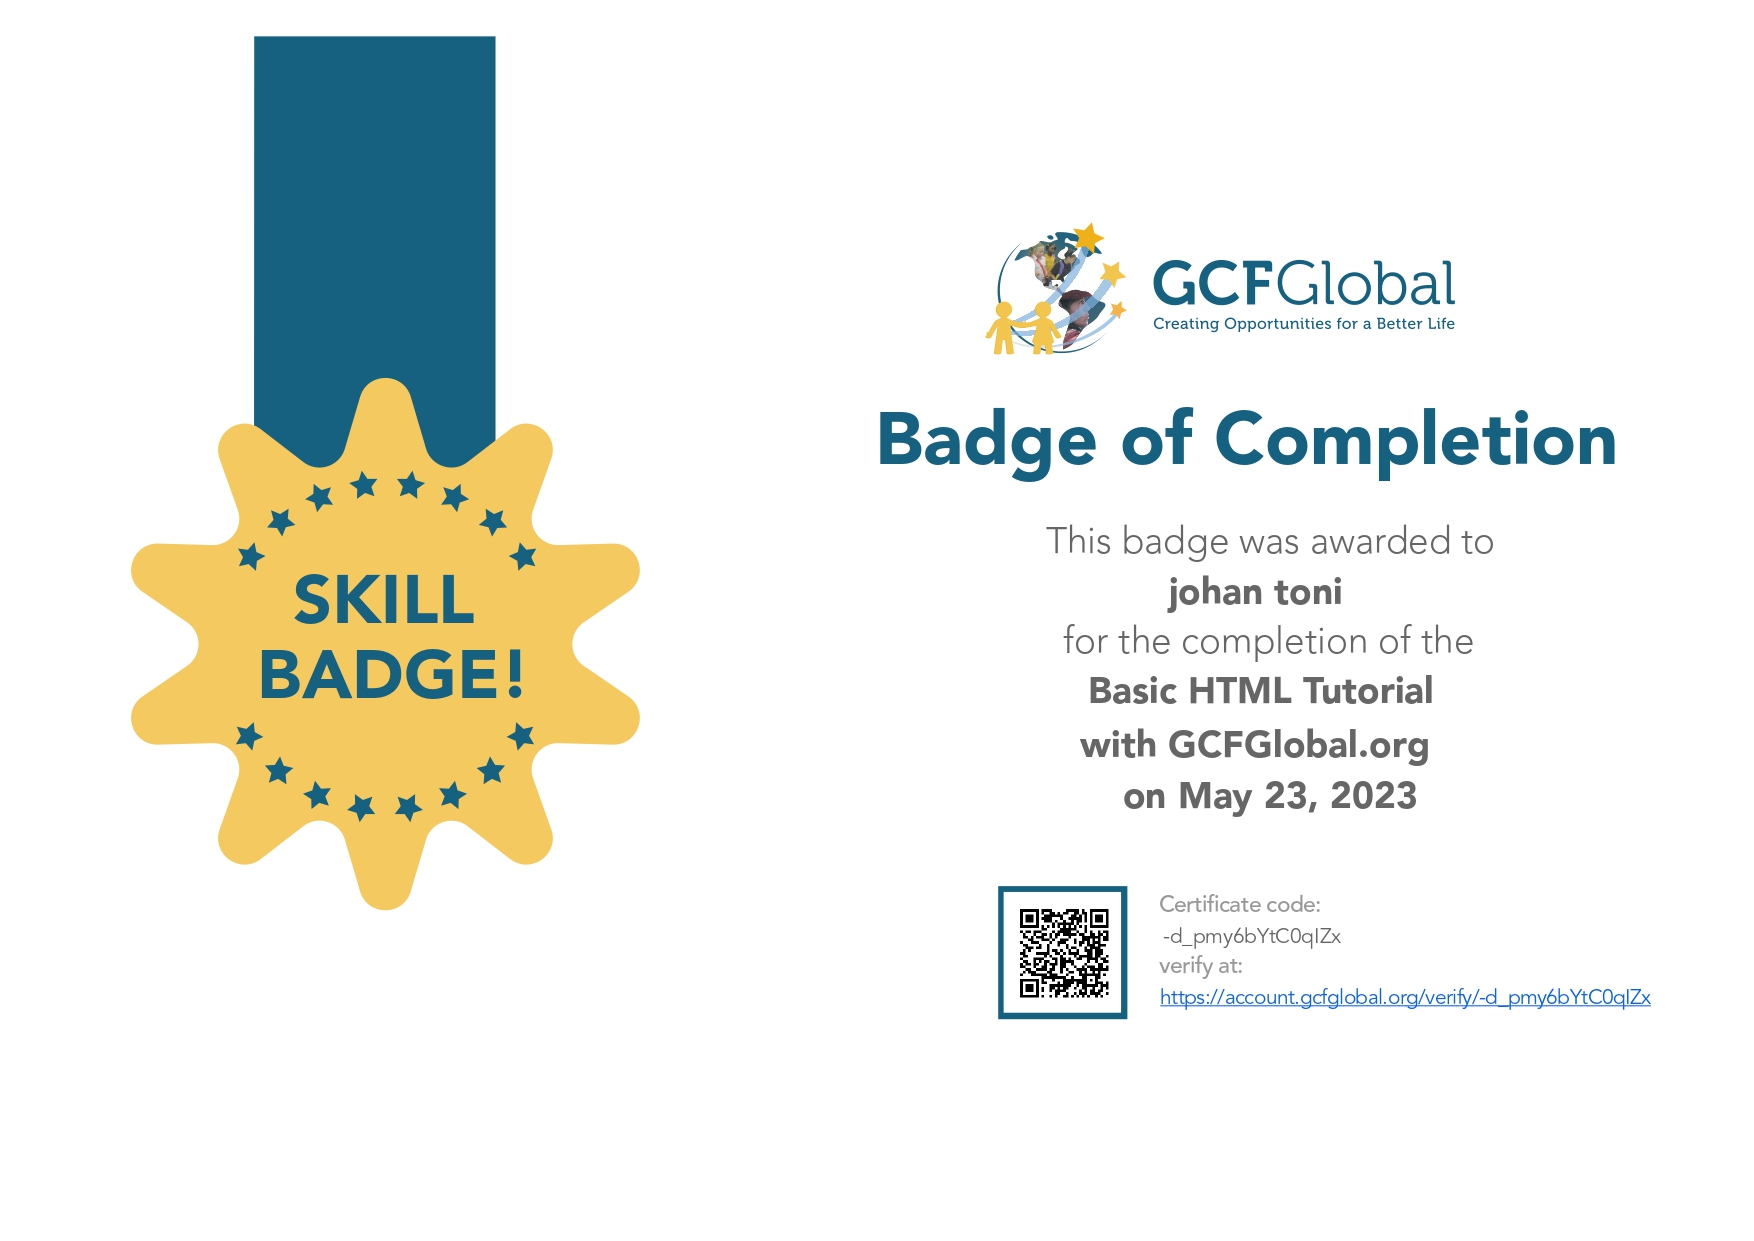 SKILL
BADGE!
GCFGlobal
Creating Opportunities for a Better Life
Badge of Completion
This badge was awarded to
johan toni
for the completion of the
Basic HTML Tutorial
with GCFGlobal.org
on May 23, 2023
Certificate code:
-d_pmy6bYtC0qIZx
verify at:
https://account.gcfglobal.org/verify/-d_pmy6bYtC0qIZx